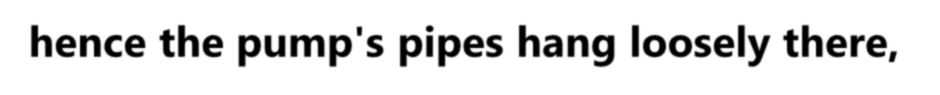 hence the pump's pipes hang loosely there,